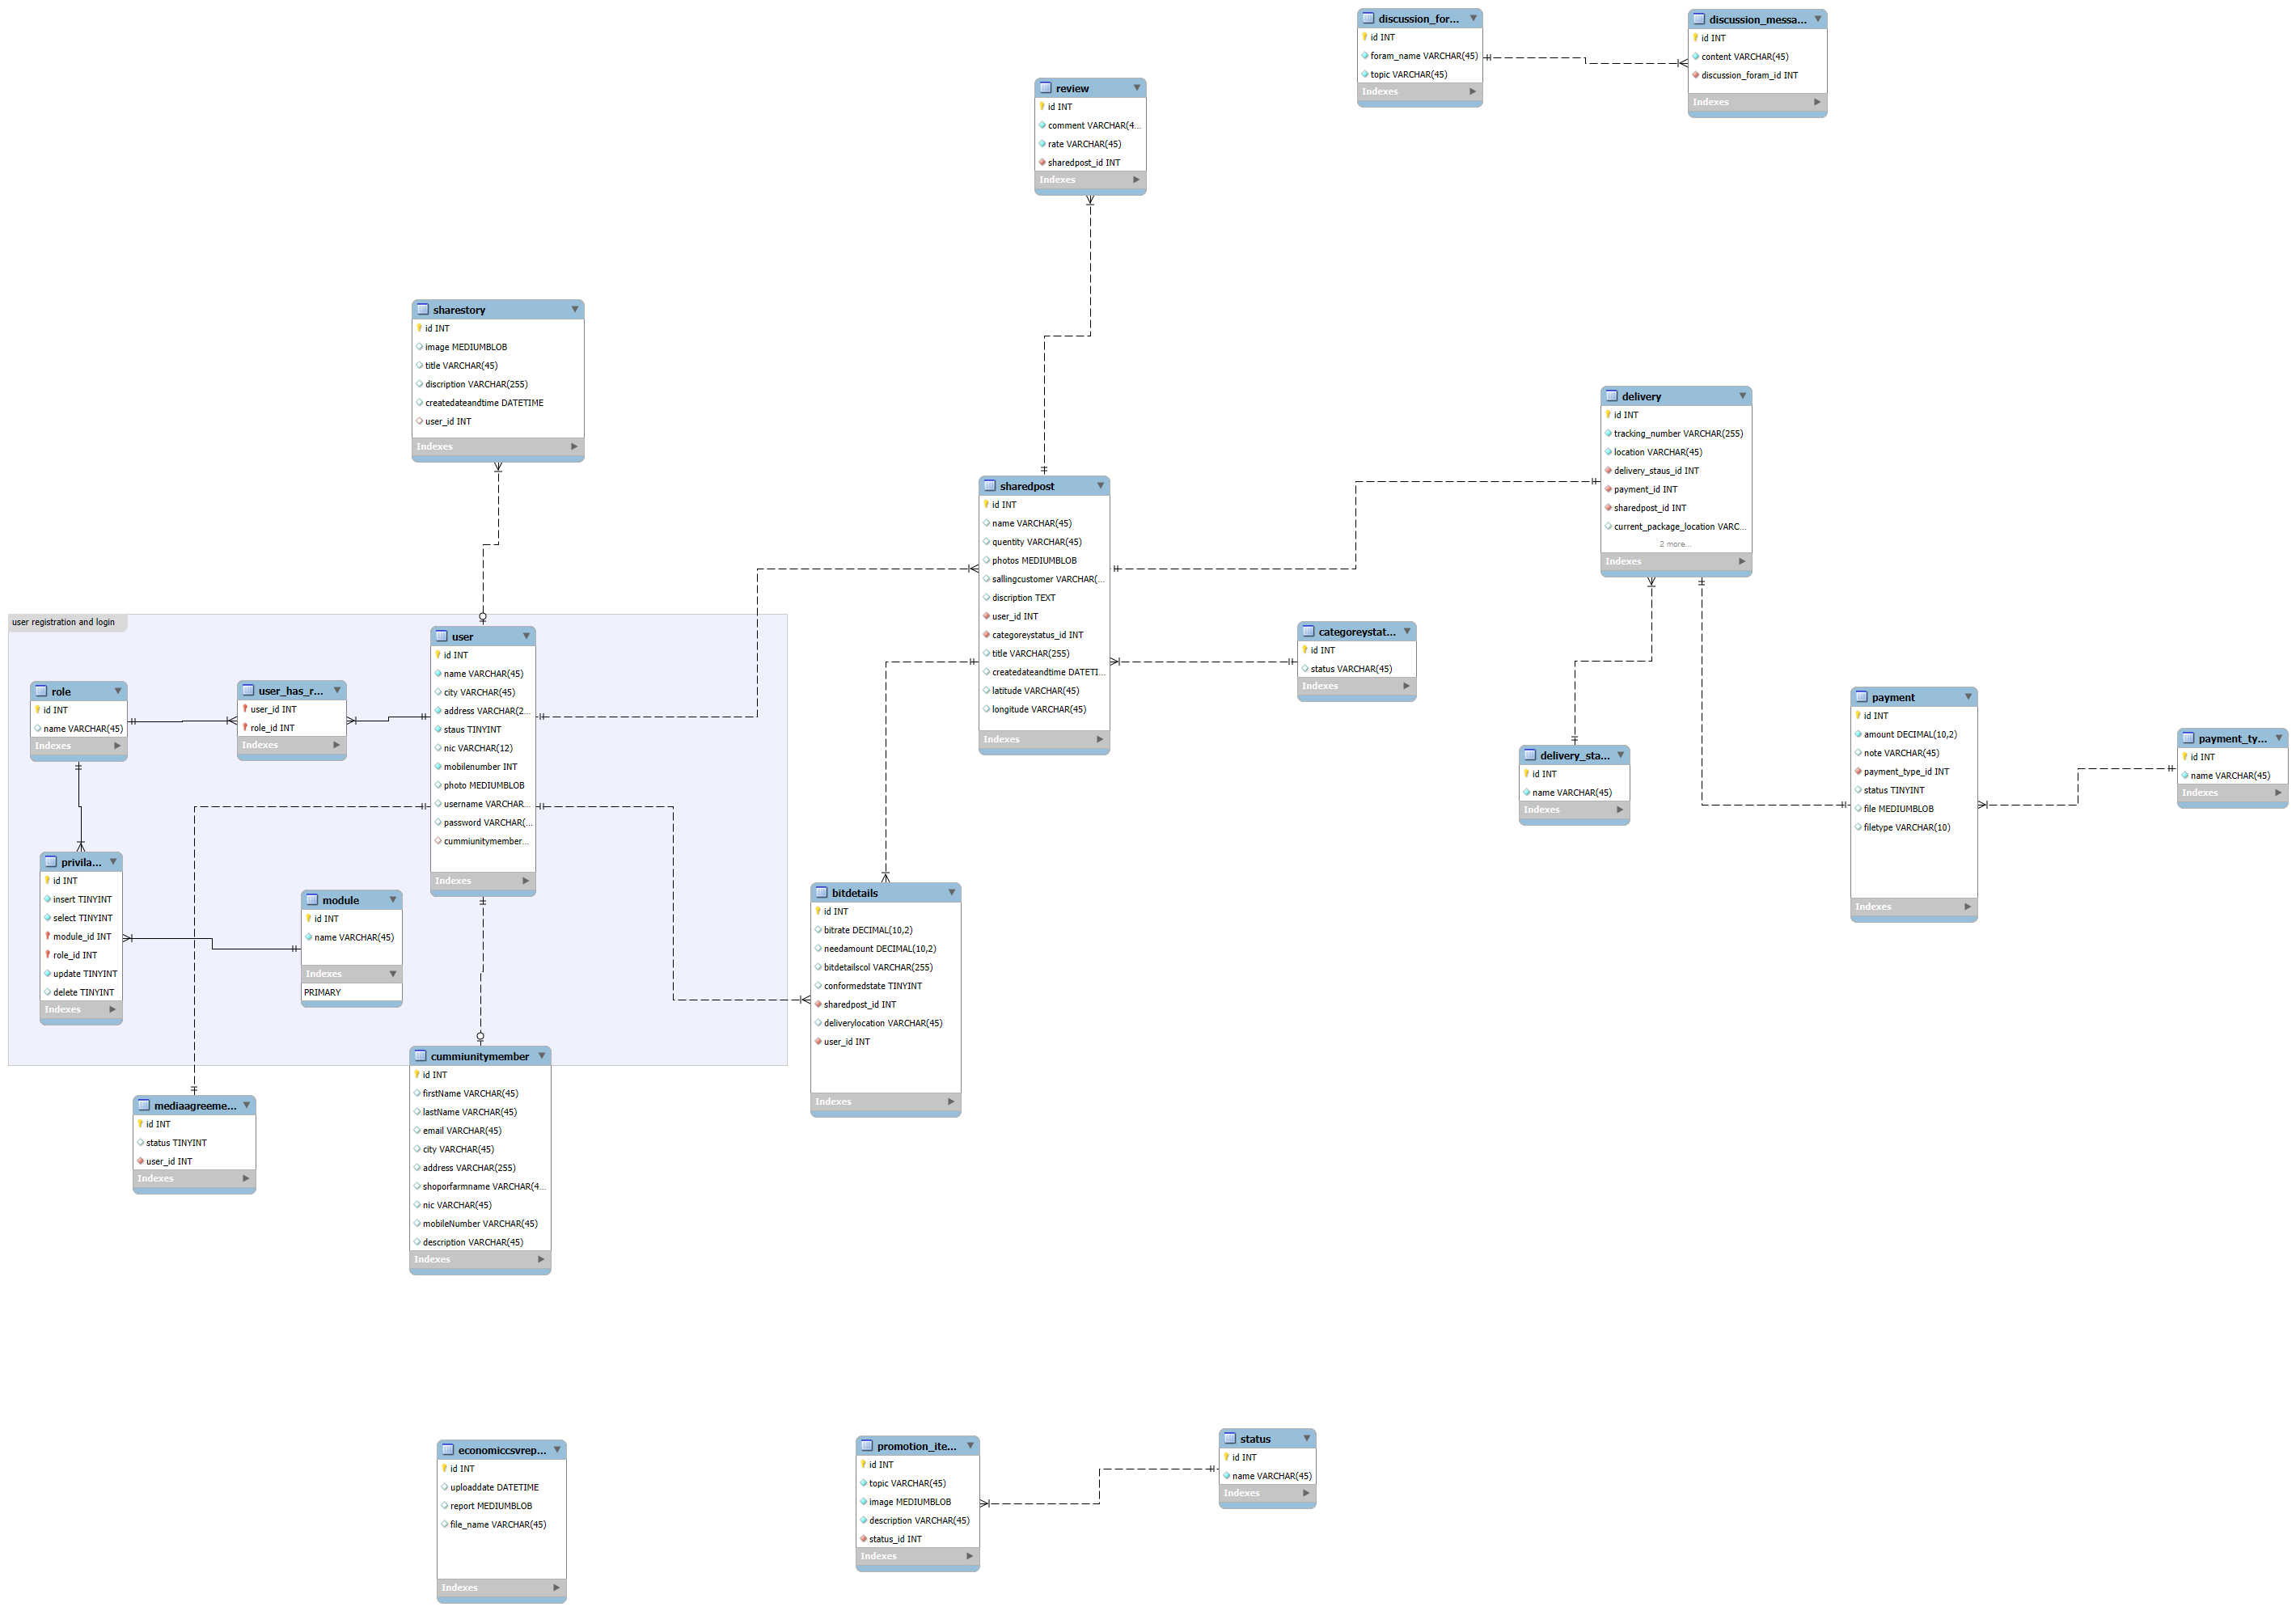 discussion_for...
id INT
foram_name VARCHAR(45)
topic VARCHAR(45)
Indexes
discussion_messa...
id INT
content VARCHAR(45)
discussion_foram_id INT
Indexes
review
id INT
comment VARCHAR(4...
rate VARCHAR(45)
sharedpost_id INT
Indexes
sharestory
id INT
image MEDIUMBLOB
title VARCHAR(45)
discription VARCHAR(255)
createdateandtime DATETIME
user_id INT
Indexes
delivery
id INT
tracking_number VARCHAR(255)
location VARCHAR(45)
delivery_staus_id INT
payment_id INT
sharedpost_id INT
current_package_location VARC...
2 more...
Indexes
sharedpost
id INT
name VARCHAR(45)
quentity VARCHAR(45)
photos MEDIUMBLOB
sallingcustomer VARCHAR(...
discription TEXT
user_id INT
categoreystatus_id INT
title VARCHAR(255)
createdateandtime DATETI...
latitude VARCHAR(45)
longitude VARCHAR(45)
Indexes
categoreystat...
id INT
status VARCHAR(45)
Indexes
user registration and login
user
id INT
name VARCHAR(45)
city VARCHAR(45)
address VARCHAR(2...
staus TINYINT
nic VARCHAR(12)
mobilenumber INT
photo MEDIUMBLOB
username VARCHAR...
password VARCHAR(...
cummiunitymember...
Indexes
role
id INT
name VARCHAR(45)
Indexes
user_has_r...
user_id INT
role_id INT
Indexes
privila...
id INT
insert TINYINT
select TINYINT
module_id INT
role_id INT
update TINYINT
delete TINYINT
Indexes
module
id INT
name VARCHAR(45)
Indexes
PRIMARY
delivery_sta...
id INT
name VARCHAR(45)
Indexes
payment
id INT
amount DECIMAL(10,2)
note VARCHAR(45)
payment_type_id INT
status TINYINT
file MEDIUMBLOB
filetype VARCHAR(10)
Indexes
payment_ty...
id INT
name VARCHAR(45)
Indexes
bitdetails
id INT
bitrate DECIMAL(10,2)
needamount DECIMAL(10,2)
bitdetailscol VARCHAR(255)
conformedstate TINYINT
sharedpost_id INT
deliverylocation VARCHAR(45)
user_id INT
Indexes
mediaagreeme...
id INT
status TINYINT
user_id INT
Indexes
cummiunitymember
id INT
firstName VARCHAR(45)
lastName VARCHAR(45)
email VARCHAR(45)
city VARCHAR(45)
address VARCHAR(255)
shoporfarmname VARCHAR(4...
nic VARCHAR(45)
mobileNumber VARCHAR(45)
description VARCHAR(45)
Indexes
economiccsvrep...
id INT
uploaddate DATETIME
report MEDIUMBLOB
file_name VARCHAR(45)
Indexes
promotion_ite...
id INT
topic VARCHAR(45)
image MEDIUMBLOB
description VARCHAR(45)
status_id INT
Indexes
status
id INT
name VARCHAR(45)
Indexes